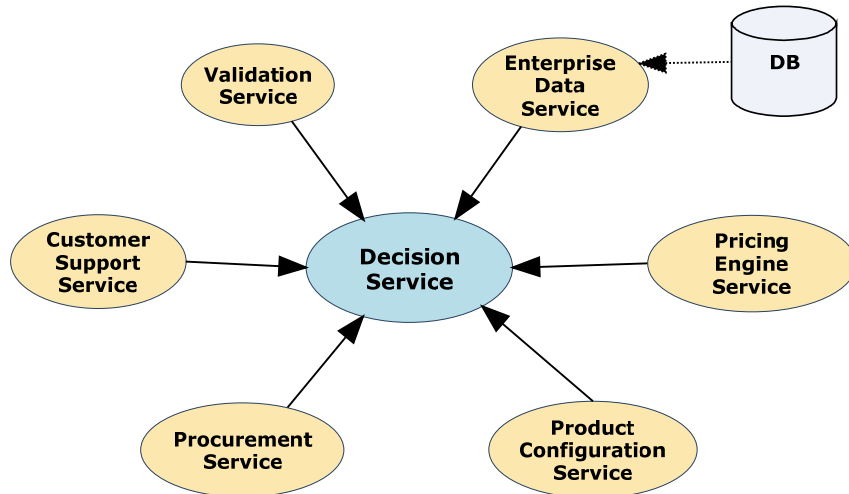 Validation
Service
Enterprise
Data
Service
DB
Customer
Support
Service
Decision
Service
Pricing
Engine
Service
Procurement
Service
Product
Configuration
Service